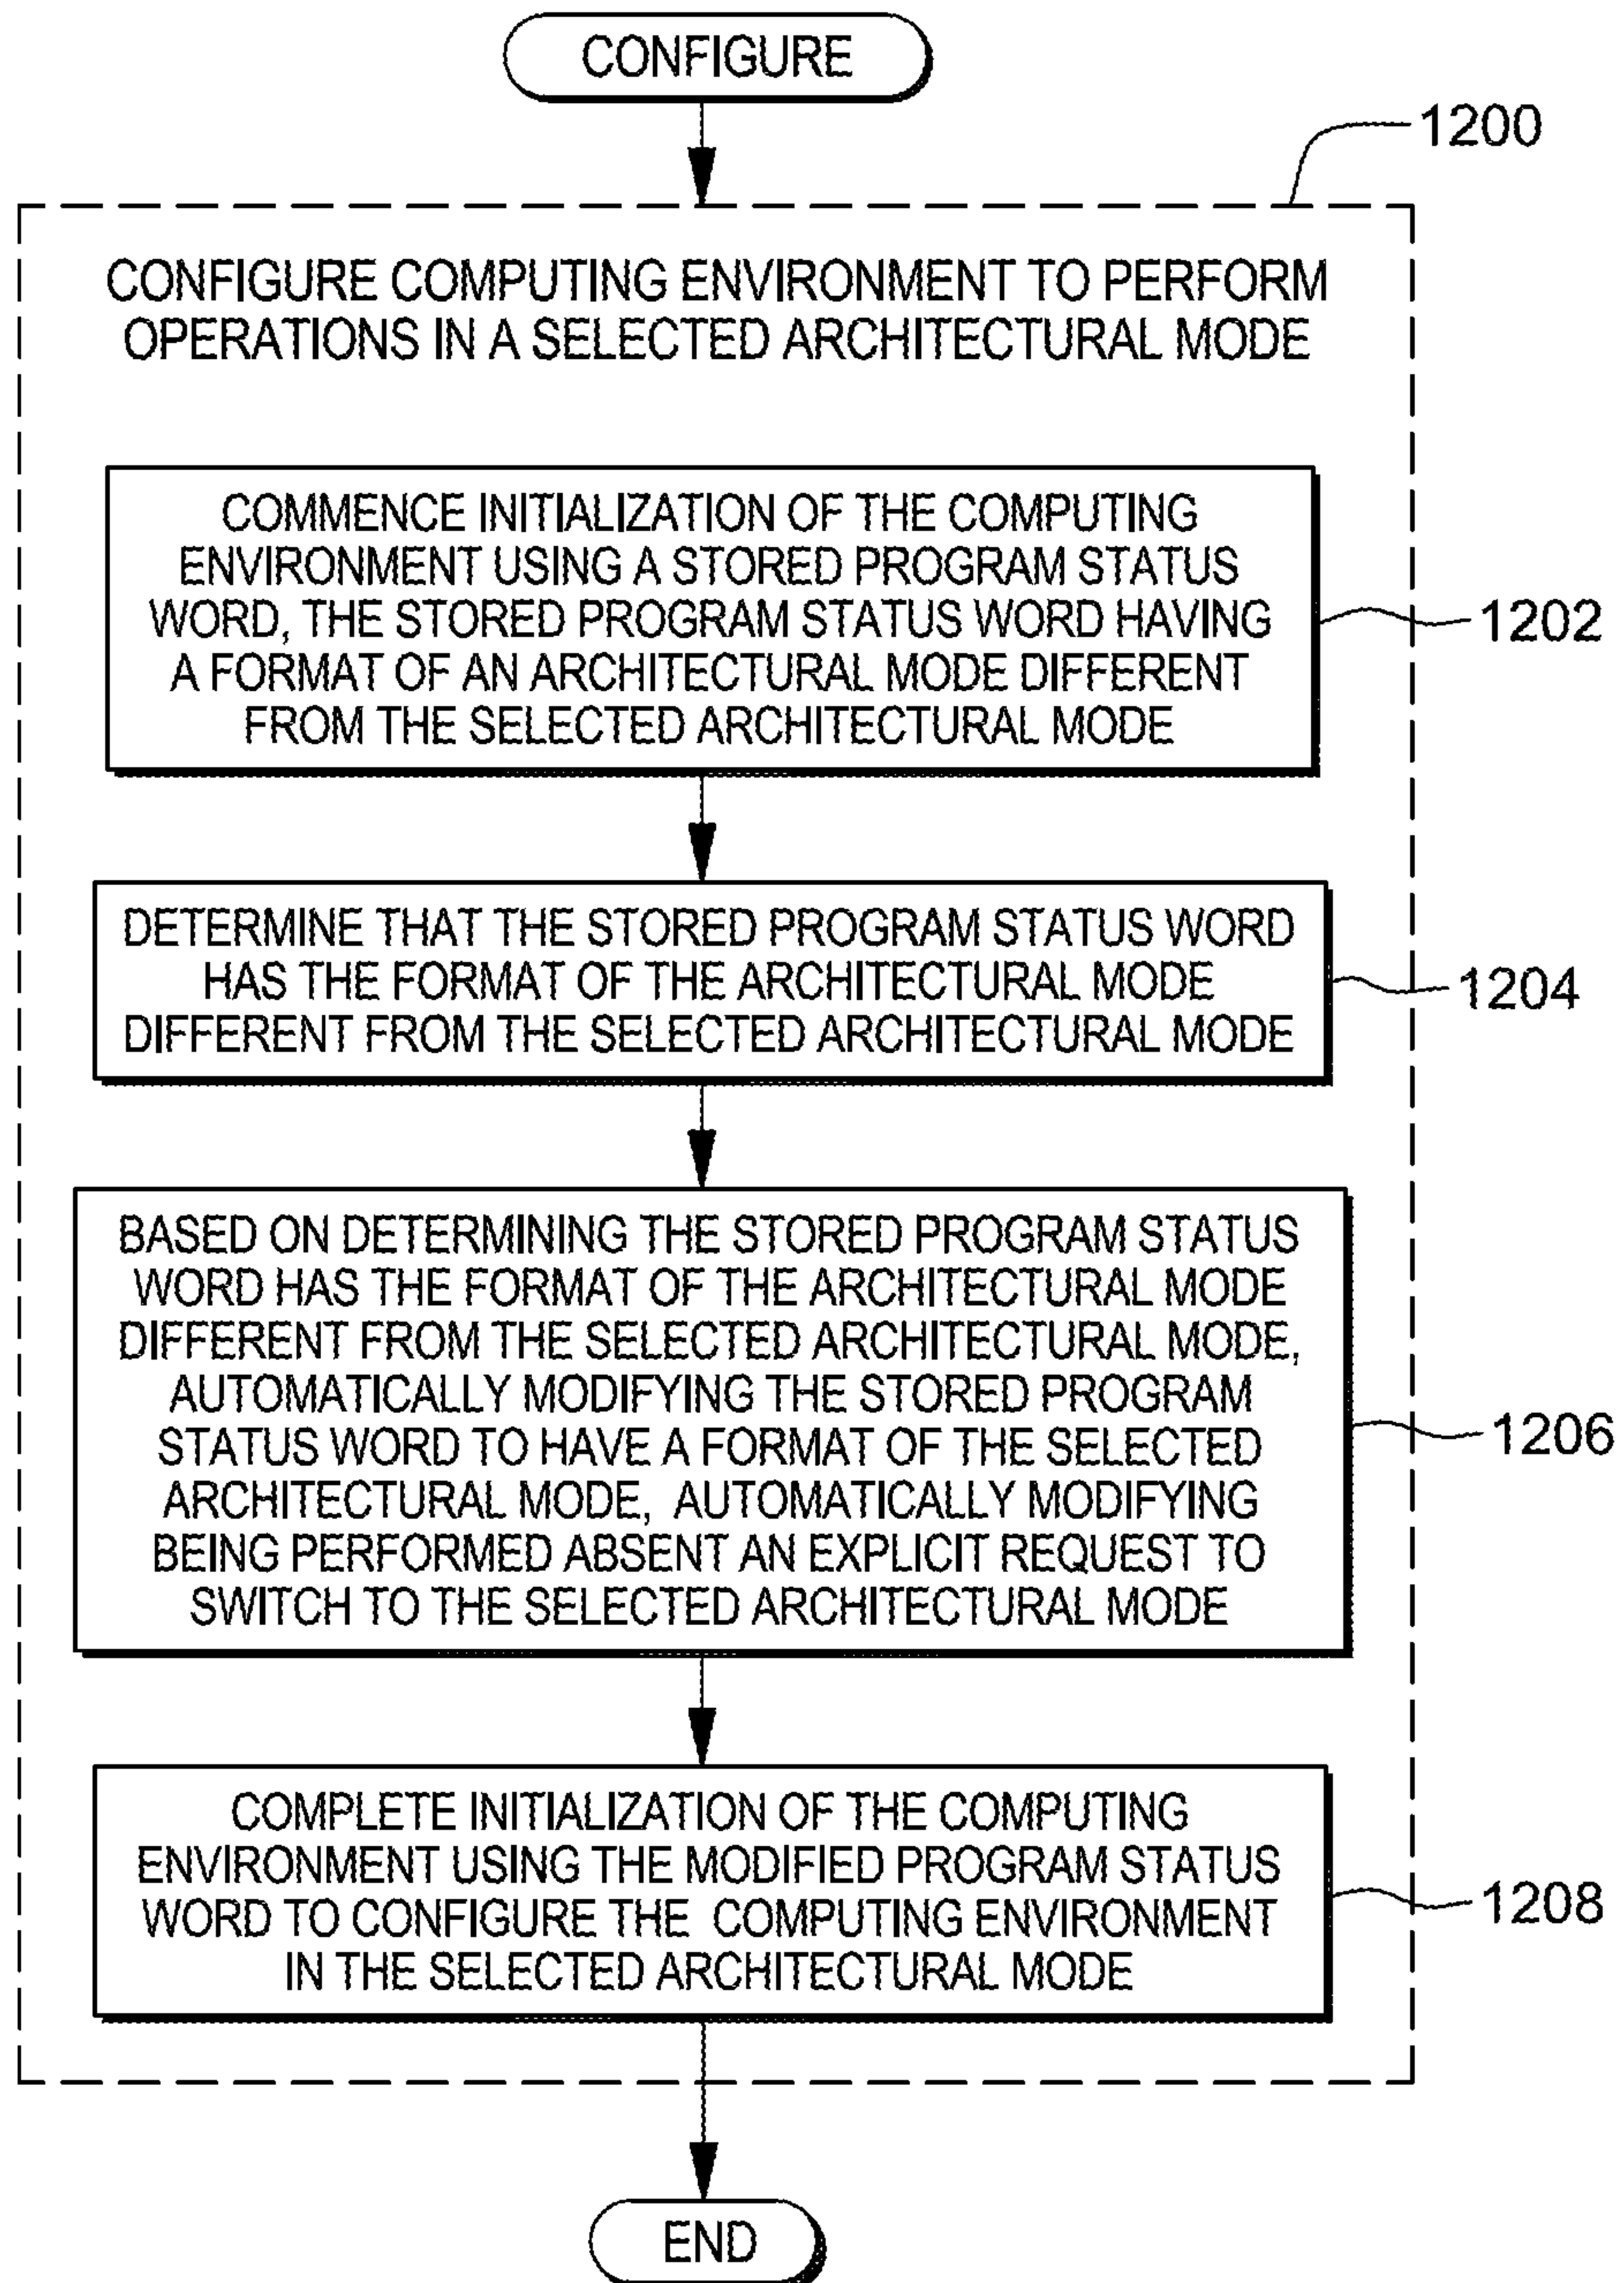 CONFIGURE
1200
CONFIGURE COMPUTING ENVIRONMENT TO PERFORM
OPERATIONS IN A SELECTED ARCHITECTURAL MODE
COMMENCE INITIALIZATION OF THE COMPUTING
ENVIRONMENT USING A STORED PROGRAM STATUS
WORD, THE STORED PROGRAM STATUS WORD HAVING
A FORMAT OF AN ARCHITECTURAL MODE DIFFERENT
FROM THE SELECTED ARCHITECTURAL MODE
1202
DETERMINE THAT THE STORED PROGRAM STATUS WORD
HAS THE FORMAT OF THE ARCHITECTURAL MODE
DIFFERENT FROM THE SELECTED ARCHITECTURAL MODE
1204
BASED ON DETERMINING THE STORED PROGRAM STATUS
WORD HAS THE FORMAT OF THE ARCHITECTURAL MODE
DIFFERENT FROM THE SELECTED ARCHITECTURAL MODE,
AUTOMATICALLY MODIFYING THE STORED PROGRAM
STATUS WORD TO HAVE A FORMAT OF THE SELECTED
ARCHITECTURAL MODE, AUTOMATICALLY MODIFYING
BEING PERFORMED ABSENT AN EXPLICIT REQUEST TO
SWITCH TO THE SELECTED ARCHITECTURAL MODE
1206
COMPLETE INITIALIZATION OF THE COMPUTING
ENVIRONMENT USING THE MODIFIED PROGRAM STATUS
WORD TO CONFIGURE THE COMPUTING ENVIRONMENT
IN THE SELECTED ARCHITECTURAL MODE
1208
END